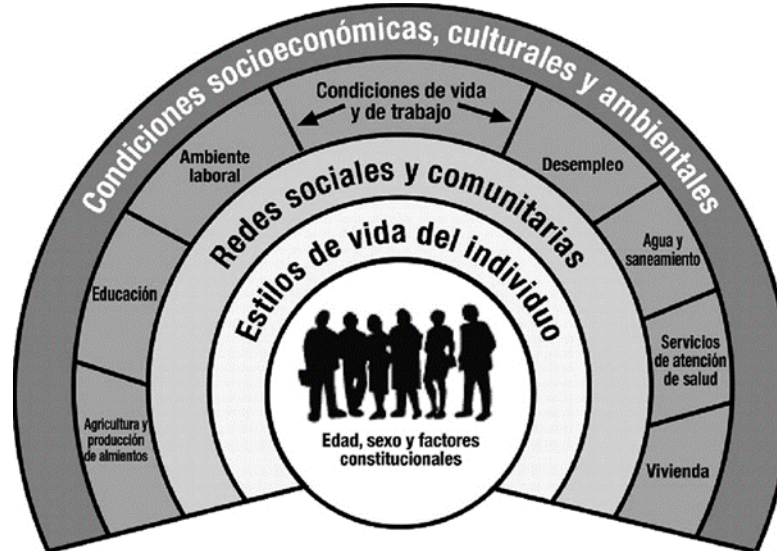 Condiciones socioeconómicas, culturales y ambientales
Condiciones de vida
y de trabajo
Ambiente
laboral
Desempleo
Educación
Agua y
saneamiento
Agricultura y
producción
de almientos
Servicios
de atención
de salud
Vivienda
Redes sociales y comunitarias
Estilos de vida del individuo
Edad, sexo y factores
constitucionales